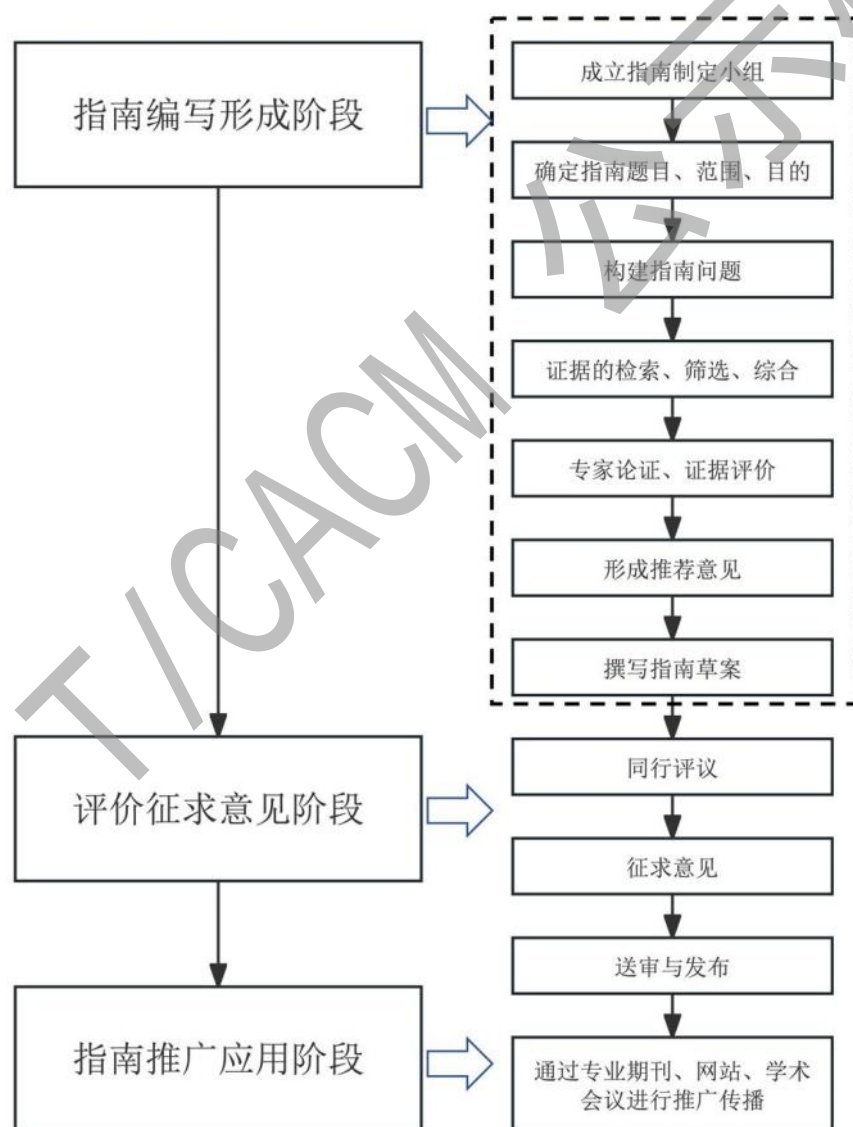 指南编写形成阶段
成立指南制定小组
确定指南题目、范围、目的
构建指南问题
证据的检索、筛选、综合
专家论证、证据评价
形成推荐意见
撰写指南草案
评价征求意见阶段
同行评议
征求意见
送审与发布
指南推广应用阶段
通过专业期刊、网站、学术
会议进行推广传播
T/CACM 公示